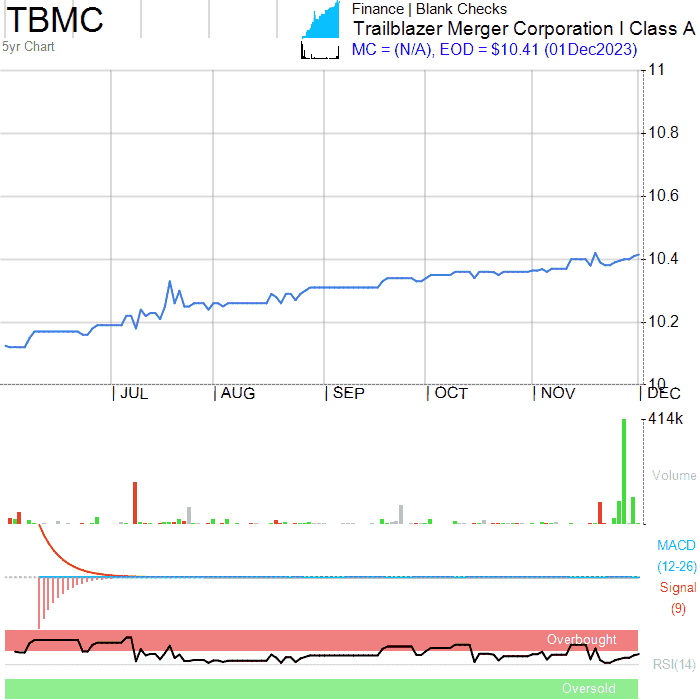 TBMC
5yr Chart
Finance | Blank Checks
Trailblazer Merger Corporation I Class A
MC = (N/A), EOD = $10.41 (01Dec2023)
11
10.8
10.6
10.4
10.2
10
JUL AUG SEP OCT NOV DEC
414k
Volume
MACD
(12-26)
Signal
(9)
Overbought
RSI(14)
Oversold